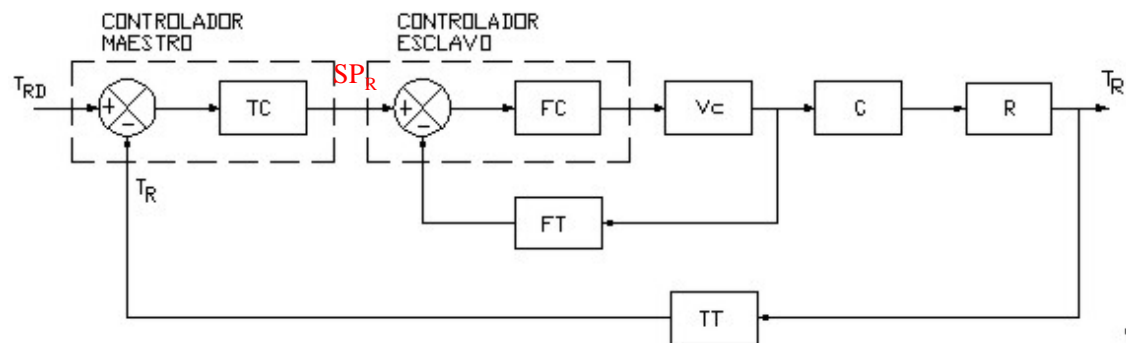 CONTROLADOR
MAESTRO
CONTROLADOR
ESCLAVO
TRD
+
-
TC
SPR
+
-
FC
Vc
C
R
TR
TR
FT
TT